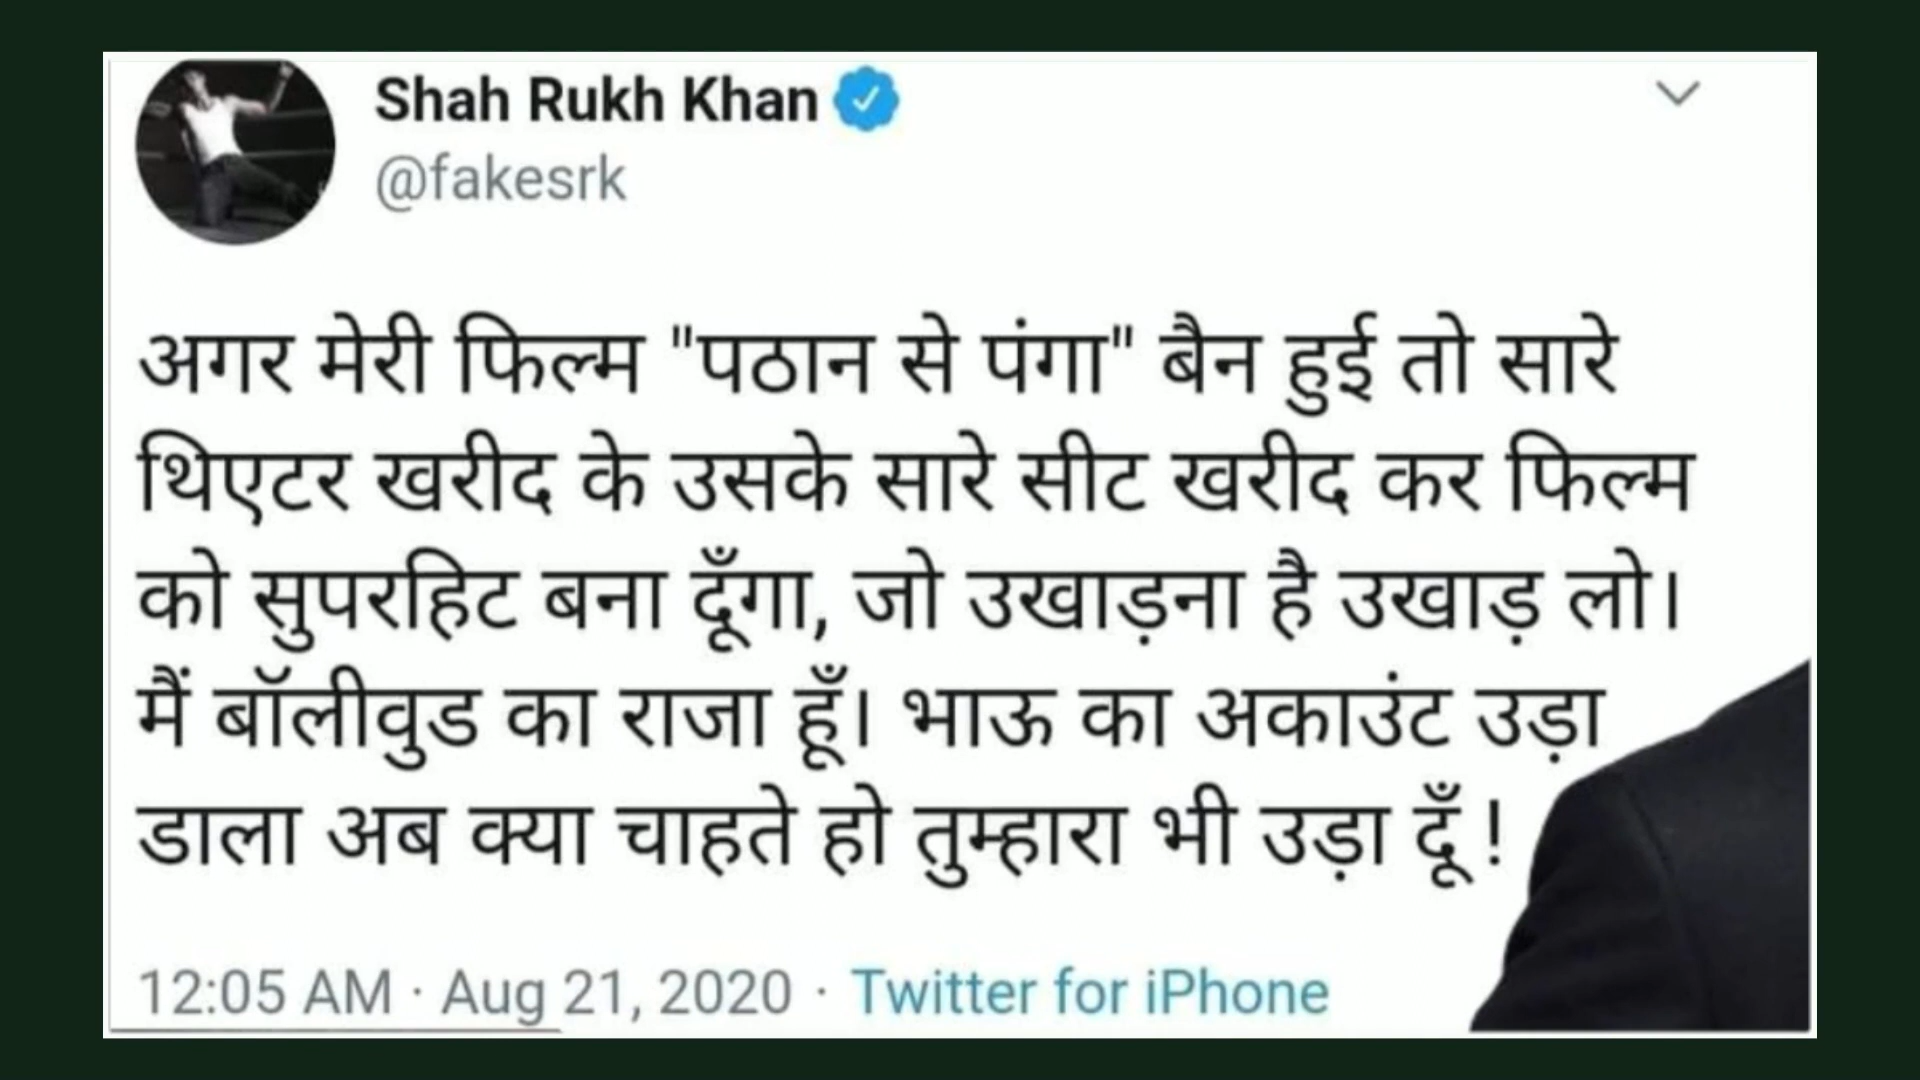 Shah Rukh Khan
@fakesrk
अगर मेरी फिल्म "पठान से पंगा" बैन हुई तो सारे
थिएटर खरीद के उसके सारे सीट खरीद कर फिल्म
को सुपरहिट बना दूँगा, जो उखाड़ना है उखाड़ लो।
मैं बॉलीवुड का राजा हूँ। भाऊ का अकाउंट उड़ा
डाला अब क्या चाहते हो तुम्हारा भी उड़ा दूँ !
12:05 AM · Aug 21, 2020 · Twitter for iPhone